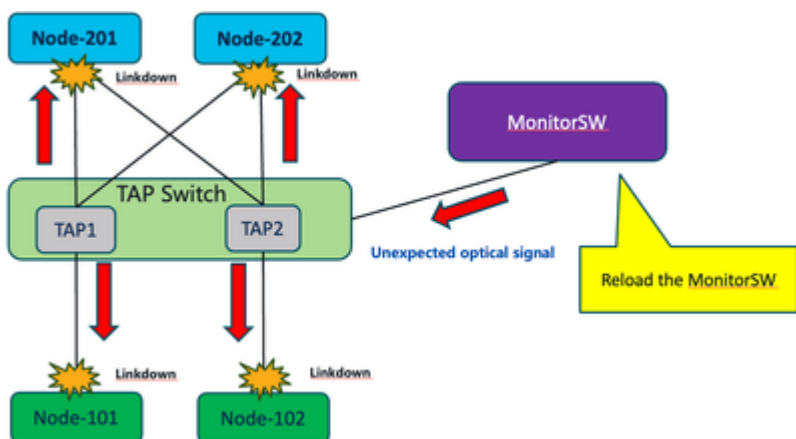 Node-201
Node-202
Linkdown
Linkdown
MonitorSW
TAP Switch
TAP1
TAP2
Unexpected optical signal
Reload the MonitorSW
Linkdown
Linkdown
Node-101
Node-102